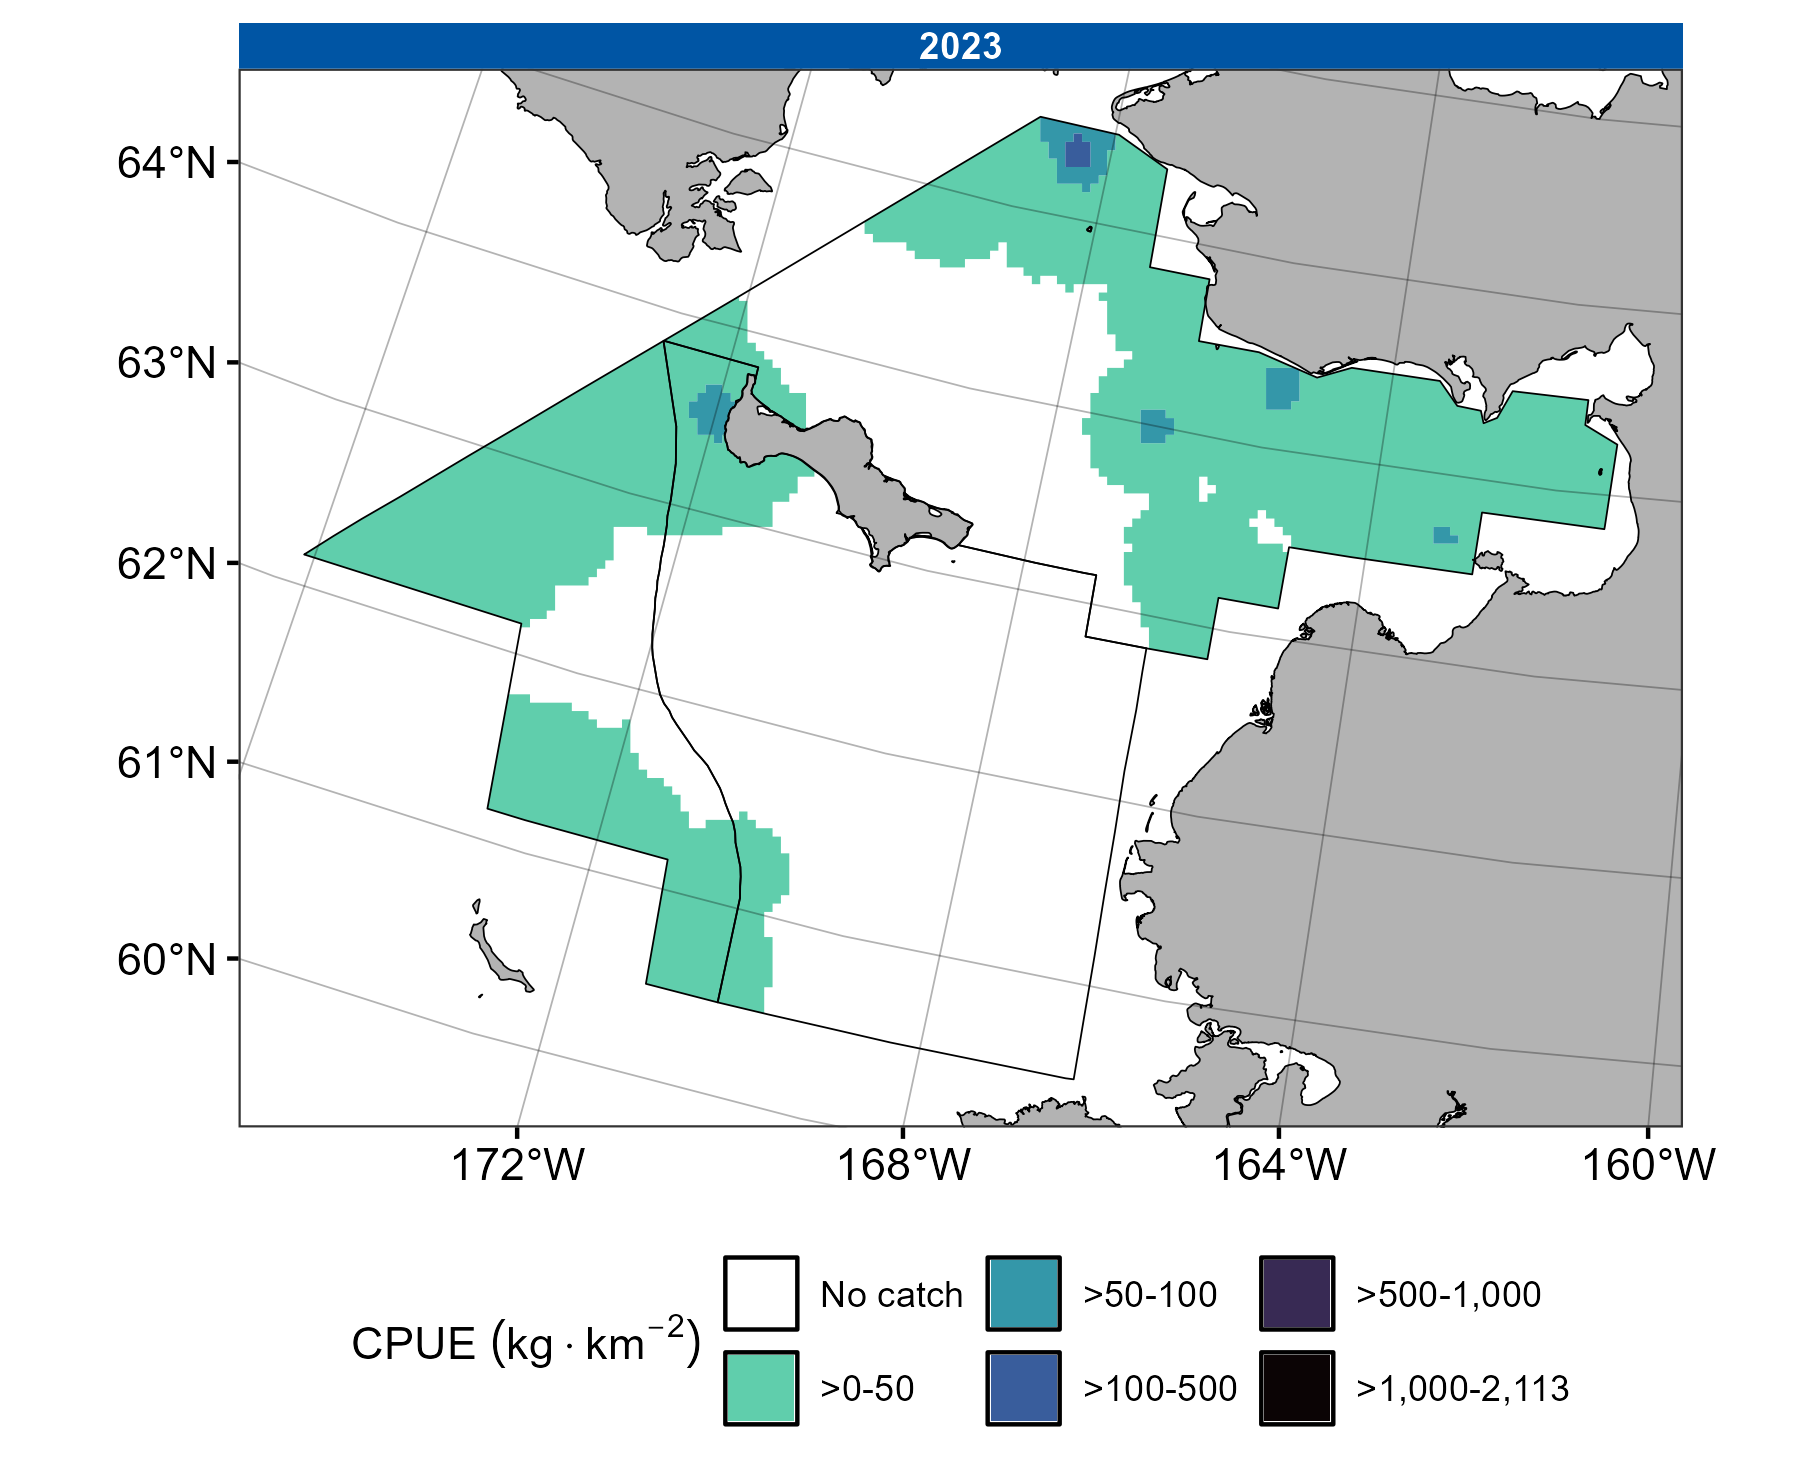 2023
64°N
63°N
62°N
61°N
60°N
172°W 168°W 164°W 160°W
CPUE (kg · km⁻²)
No catch >50-100 >500-1,000
>0-50 >100-500 >1,000-2,113